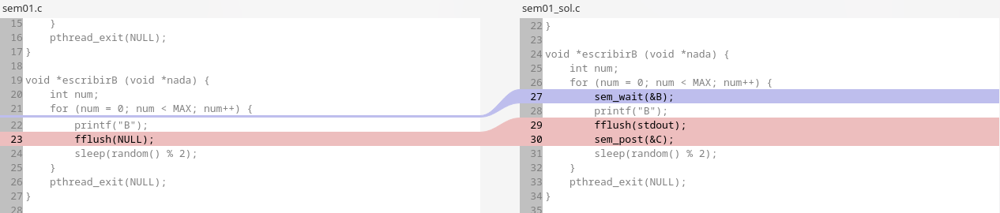 sem01.c
15     }
16     pthread_exit(NULL);
17 }
18
19 void *escribirB (void *nada) {
20     int num;
21     for (num = 0; num < MAX; num++) {
22         printf("B");
23         fflush(NULL);
24         sleep(random() % 2);
25     }
26     pthread_exit(NULL);
27 }
28
sem01_sol.c
22 }
23
24 void *escribirB (void *nada) {
25     int num;
26     for (num = 0; num < MAX; num++) {
27         sem_wait(&B);
28         printf("B");
29         fflush(stdout);
30         sem_post(&C);
31         sleep(random() % 2);
32     }
33     pthread_exit(NULL);
34 }
35